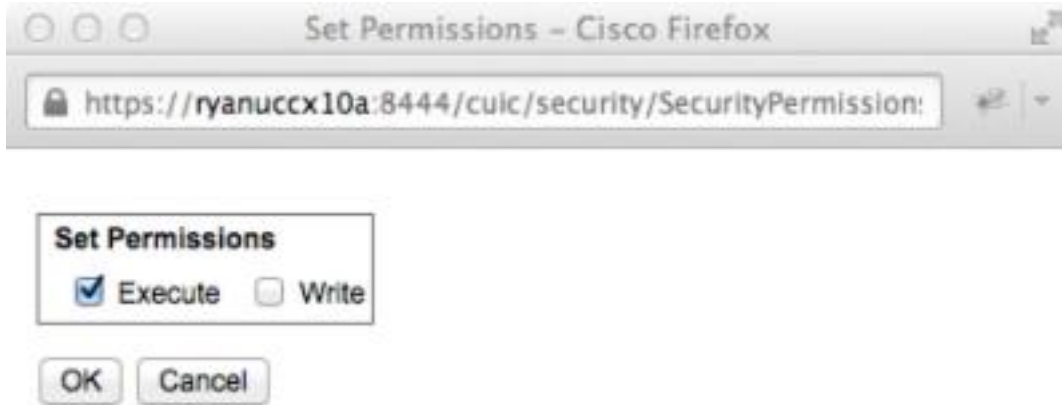 Set Permissions – Cisco Firefox
https://ryanuccx10a:8444/cuic/security/SecurityPermission:
Set Permissions
Execute Write
OK Cancel